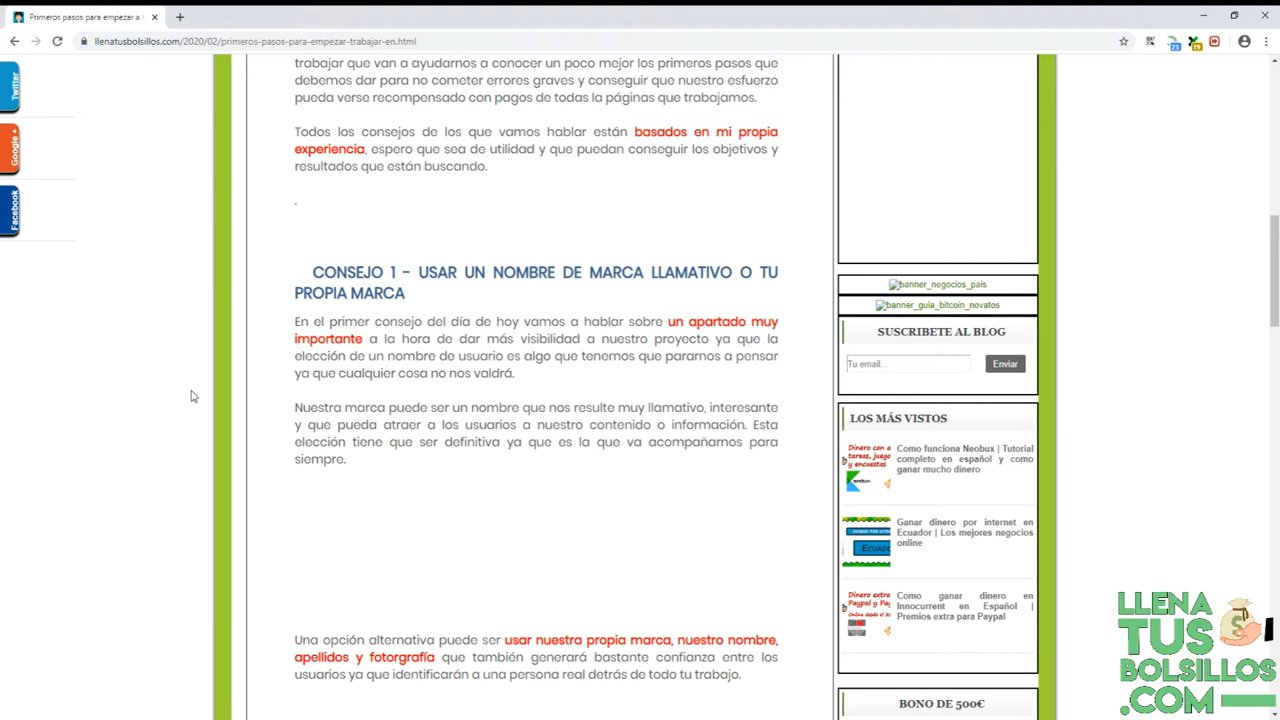 Primeros pasos para empezar a
llenatusbolsillos.com/2020/02/primeros-pasos-para-empezar-trabajar-en.html
Twitter
Google +
Facebook
trabajar que van a ayudarnos a conocer un poco mejor los primeros pasos que
debemos dar para no cometer errores graves y conseguir que nuestro esfuerzo
pueda verse recompensado con pagos de todas la páginas que trabajamos.
Todos los consejos de los que vamos hablar están basados en mi propia
experiencia, espero que sea de utilidad y que puedan conseguir los objetivos y
resultados que están buscando.
.
CONSEJO 1 - USAR UN NOMBRE DE MARCA LLAMATIVO O TU
PROPIA MARCA
En el primer consejo del día de hoy vamos a hablar sobre un apartado muy
importante a la hora de dar más visibilidad a nuestro proyecto ya que la
elección de un nombre de usuario es algo que tenemos que pararnos a pensar
ya que cualquier cosa no nos valdrá.
Nuestra marca puede ser un nombre que nos resulte muy llamativo, interesante
y que pueda atraer a los usuarios a nuestro contenido o información. Esta
elección tiene que ser definitiva ya que es la que va acompañarnos para
siempre.
Una opción alternativa puede ser usar nuestra propia marca, nuestro nombre,
apellidos y fotorgrafía que también generará bastante confianza entre los
usuarios ya que identificarán a una persona real detrás de todo tu trabajo.
banner_negocios_pais
banner_guia_bitcoin_novatos
SUSCRIBETE AL BLOG
Tu email...
Enviar
LOS MÁS VISTOS
Dinero con
tareas, juego
y encuestas
neobux
Como funciona Neobux | Tutorial
completo en español y como
ganar mucho dinero
Ganar dinero por internet en
Ecuador | Los mejores negocios
online
Dinero extra
Paypal y
Como ganar dinero en
Innocurrent en Español |
Premios extra para Paypal
BONO DE 500€
LLENA
TUS
BOLSILLOS
.COM